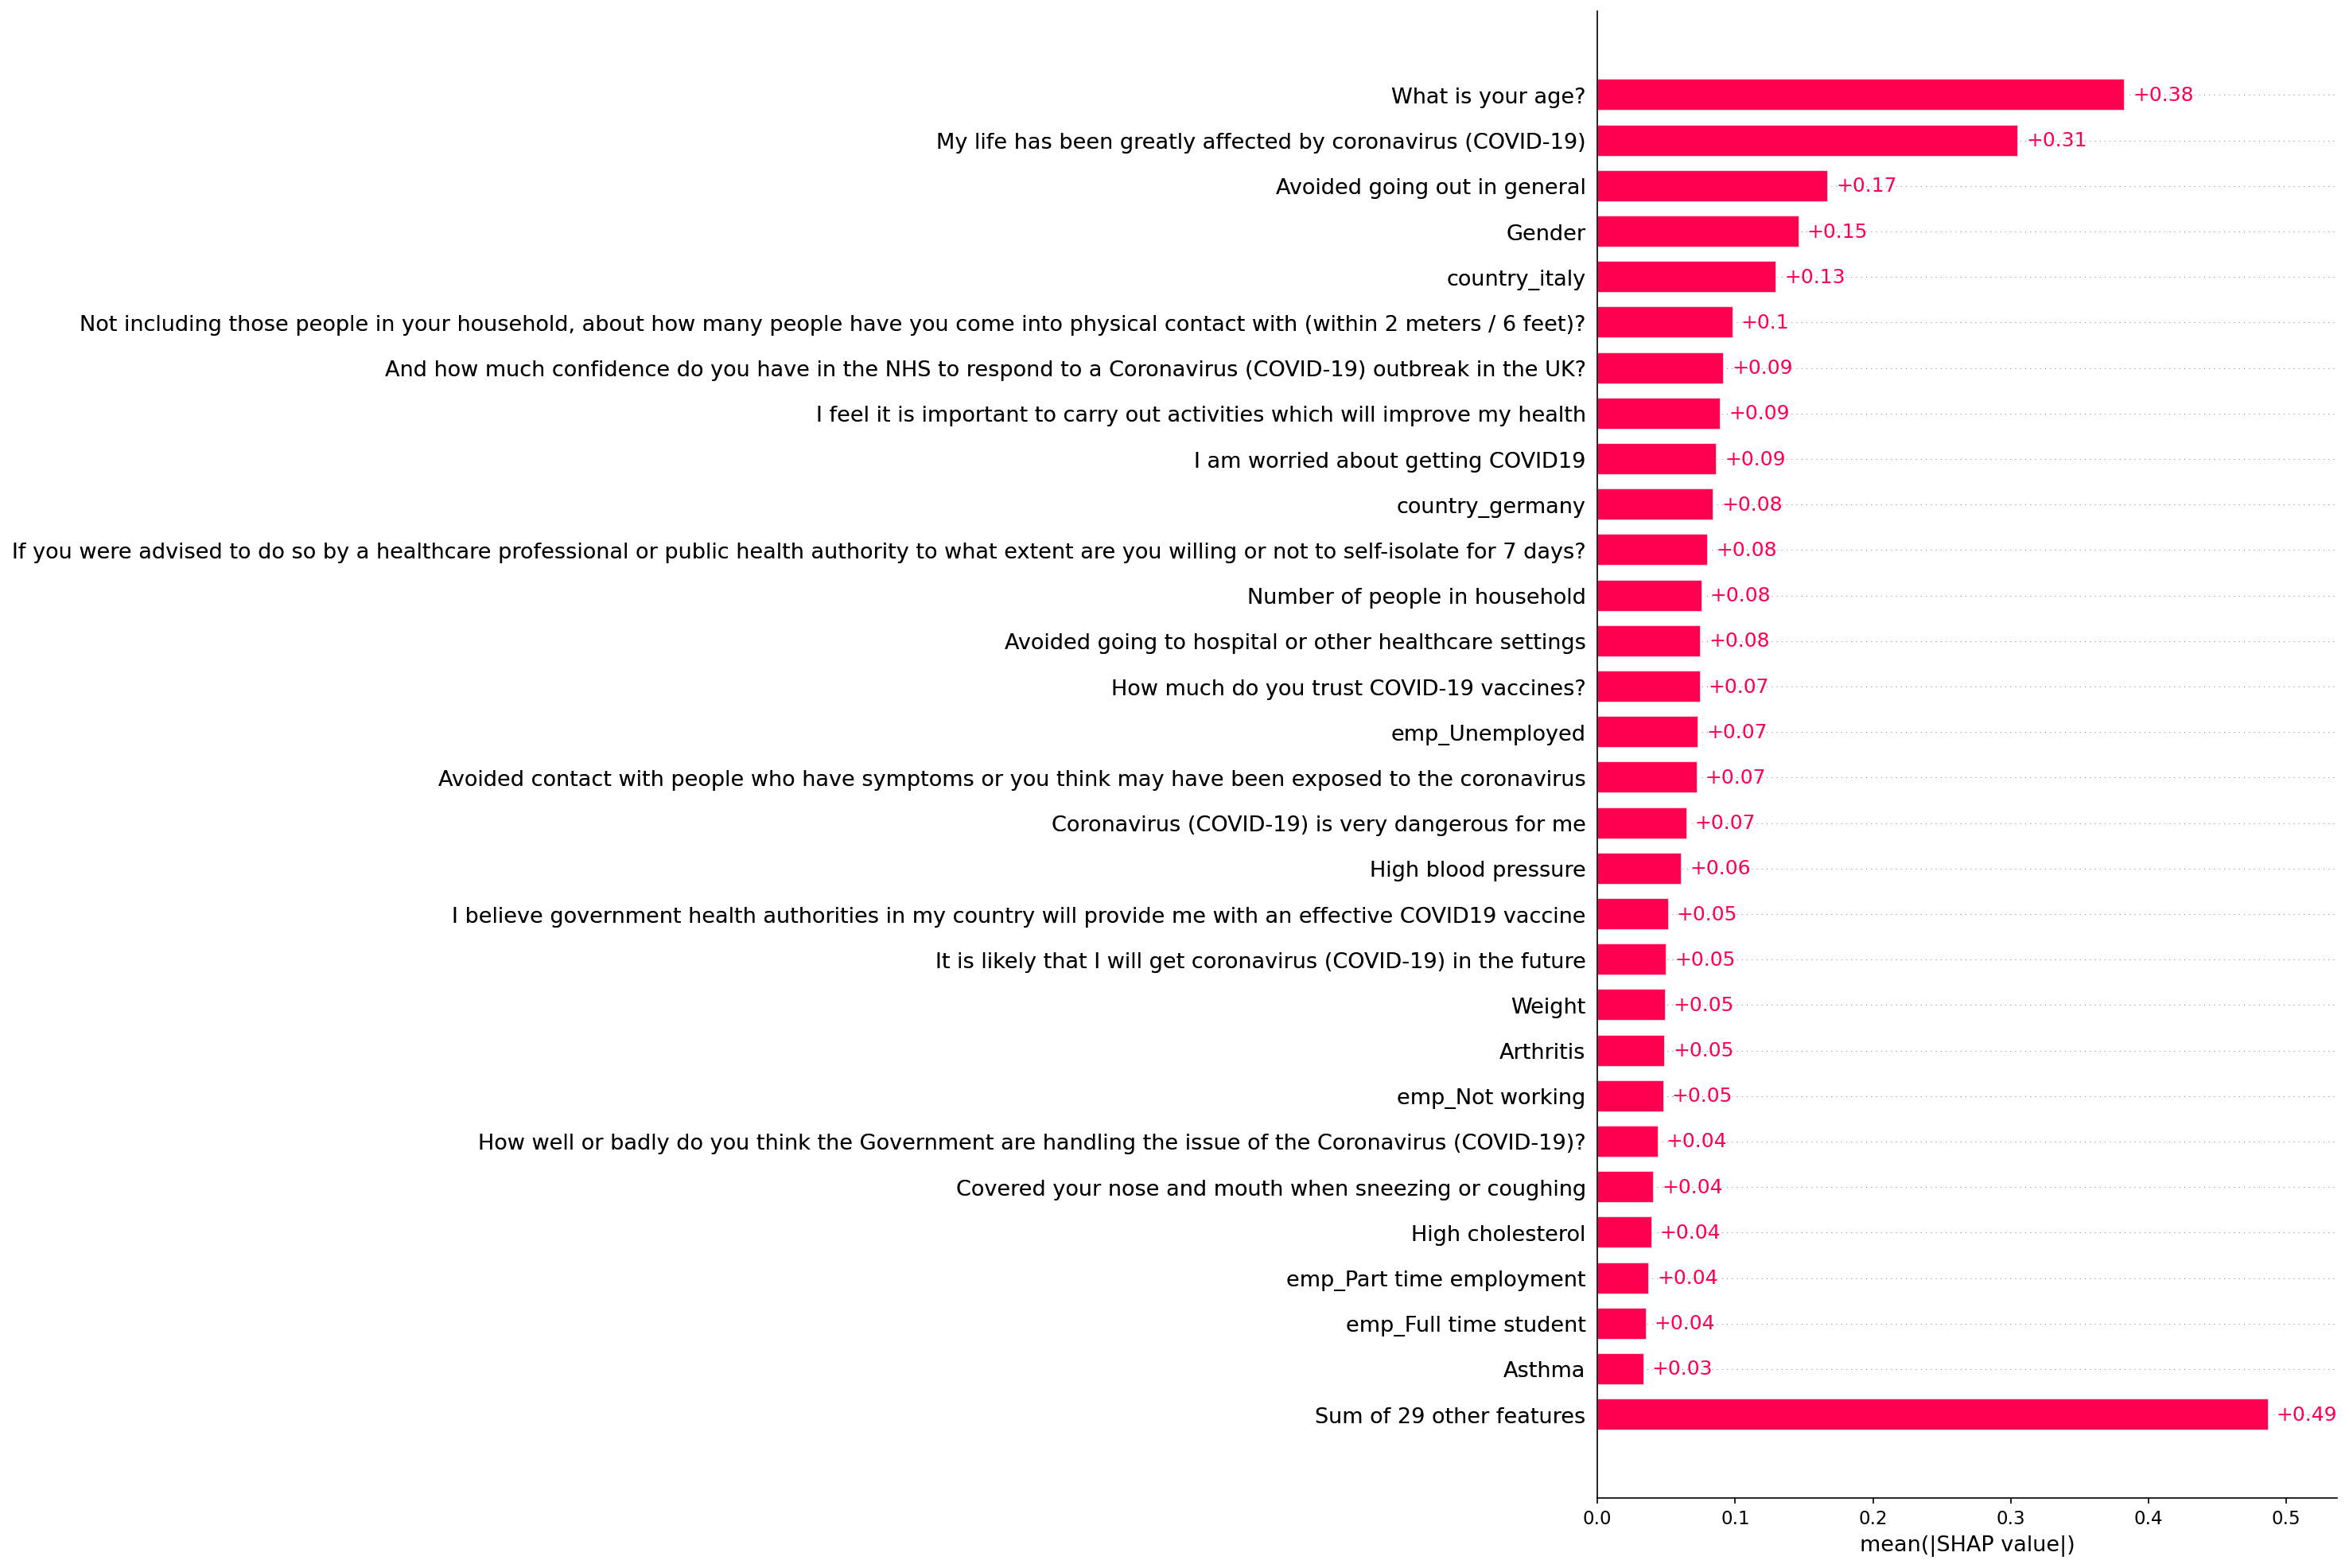 What is your age? +0.38
My life has been greatly affected by coronavirus (COVID-19) +0.31
Avoided going out in general +0.17
Gender +0.15
country_italy +0.13
Not including those people in your household, about how many people have you come into physical contact with (within 2 meters / 6 feet)? +0.1
And how much confidence do you have in the NHS to respond to a Coronavirus (COVID-19) outbreak in the UK? +0.09
I feel it is important to carry out activities which will improve my health +0.09
I am worried about getting COVID19 +0.09
country_germany +0.08
If you were advised to do so by a healthcare professional or public health authority to what extent are you willing or not to self-isolate for 7 days? +0.08
Number of people in household +0.08
Avoided going to hospital or other healthcare settings +0.08
How much do you trust COVID-19 vaccines? +0.07
emp_Unemployed +0.07
Avoided contact with people who have symptoms or you think may have been exposed to the coronavirus +0.07
Coronavirus (COVID-19) is very dangerous for me +0.07
High blood pressure +0.06
I believe government health authorities in my country will provide me with an effective COVID19 vaccine +0.05
It is likely that I will get coronavirus (COVID-19) in the future +0.05
Weight +0.05
Arthritis +0.05
emp_Not working +0.05
How well or badly do you think the Government are handling the issue of the Coronavirus (COVID-19)? +0.04
Covered your nose and mouth when sneezing or coughing +0.04
High cholesterol +0.04
emp_Part time employment +0.04
emp_Full time student +0.04
Asthma +0.03
Sum of 29 other features +0.49
0.0 0.1 0.2 0.3 0.4 0.5
mean(|SHAP value|)